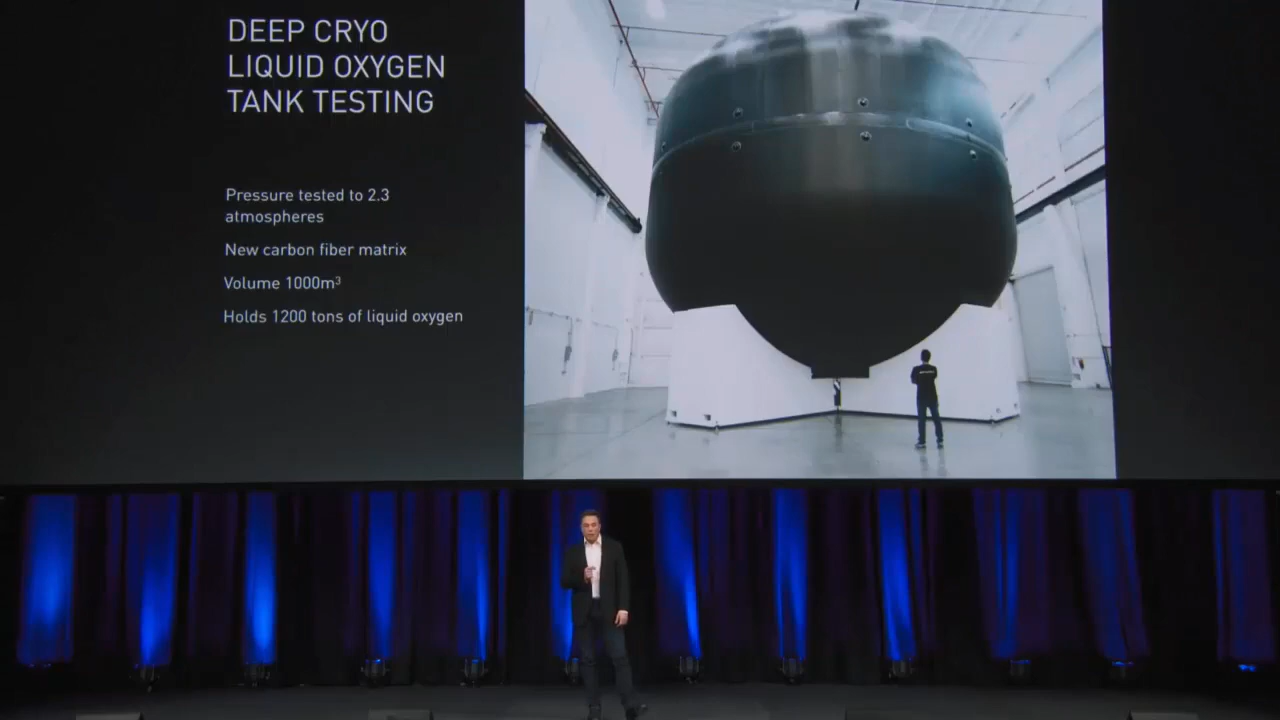 DEEP CRYO
LIQUID OXYGEN
TANK TESTING
Pressure tested to 2.3
atmospheres
New carbon fiber matrix
Volume 1000m³
Holds 1200 tons of liquid oxygen